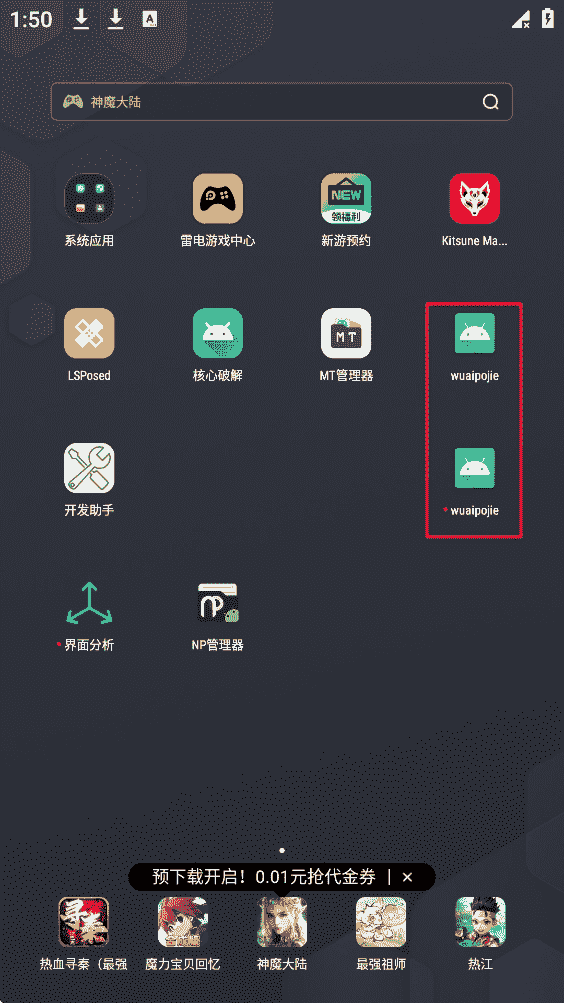 1:50
A
神魔大陆
NEW
领福利
系统应用
雷电游戏中心
新游预约
Kitsune Ma...
MT
LSPosed
核心破解
MT管理器
wuaipojie
开发助手
wuaipojie
界面分析
NP管理器
预下载开启！0.01元抢代金券 | ×
寻秦
热血寻秦（最强
魔力宝贝回忆
神魔大陆
最强祖师
热江